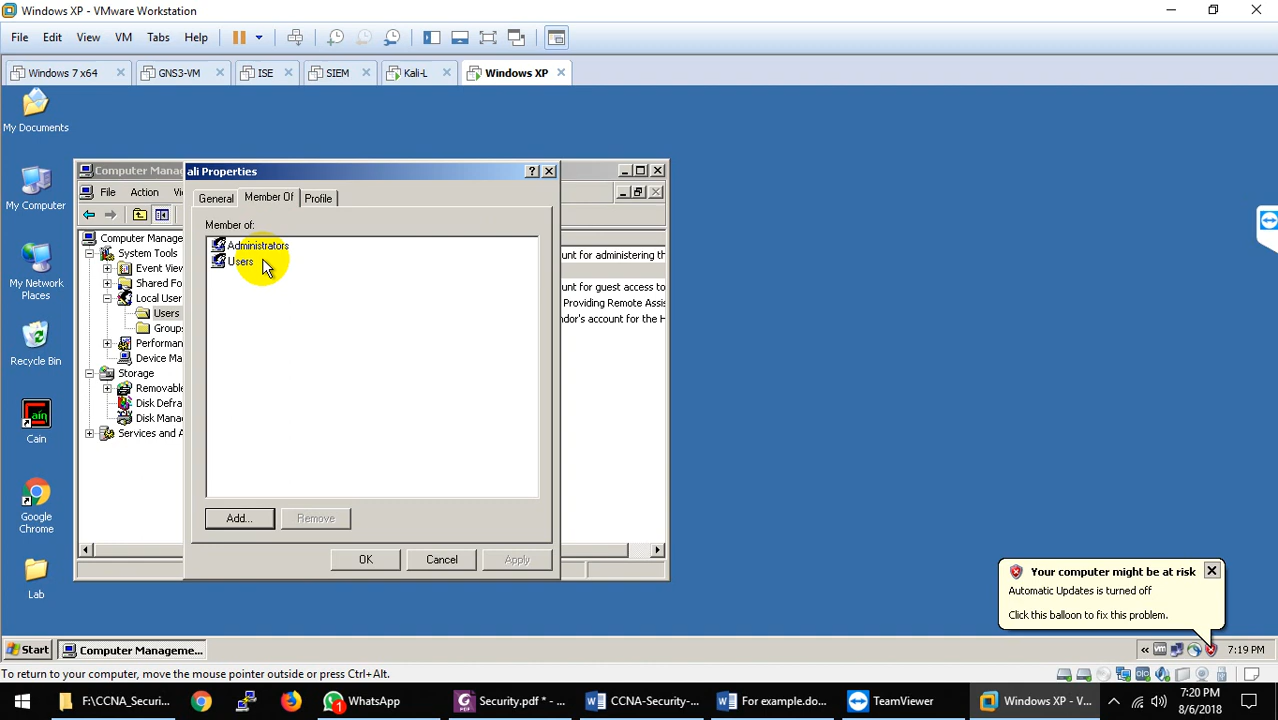 Windows XP - VMware Workstation
File Edit View VM Tabs Help
Windows 7 x64 GNS3-VM ISE SIEM Kali-L Windows XP
My Documents
My Computer
My Network
Places
Recycle Bin
Cain
Google
Chrome
Lab
Computer Manag
File Action Vi
Computer Manage
System Tools
Event View
Shared Fo
Local User
Users
Groups
Performan
Device Ma
Storage
Removable
Disk Defra
Disk Mana
Services and A
ali Properties
General Member Of Profile
Member of:
Administrators
Users
Add... Remove
OK Cancel Apply
unt for administering th
unt for guest access to
Providing Remote Assis
dor's account for the H
Your computer might be at risk
Automatic Updates is turned off
Click this balloon to fix this problem.
Start Computer Manageme... 7:19 PM
To return to your computer, move the mouse pointer outside or press Ctrl+Alt.
F:\CCNA_Securi... WhatsApp 1 Security.pdf * - ... CCNA-Security-... For example.do... TeamViewer Windows XP - V... 7:20 PM
8/6/2018